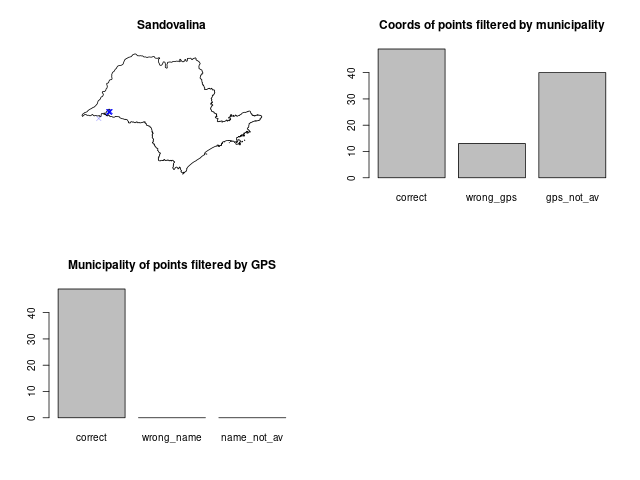 Sandovalina
Coords of points filtered by municipality
40
30
20
10
0
correct wrong_gps gps_not_av
Municipality of points filtered by GPS
40
30
20
10
0
correct wrong_name name_not_av